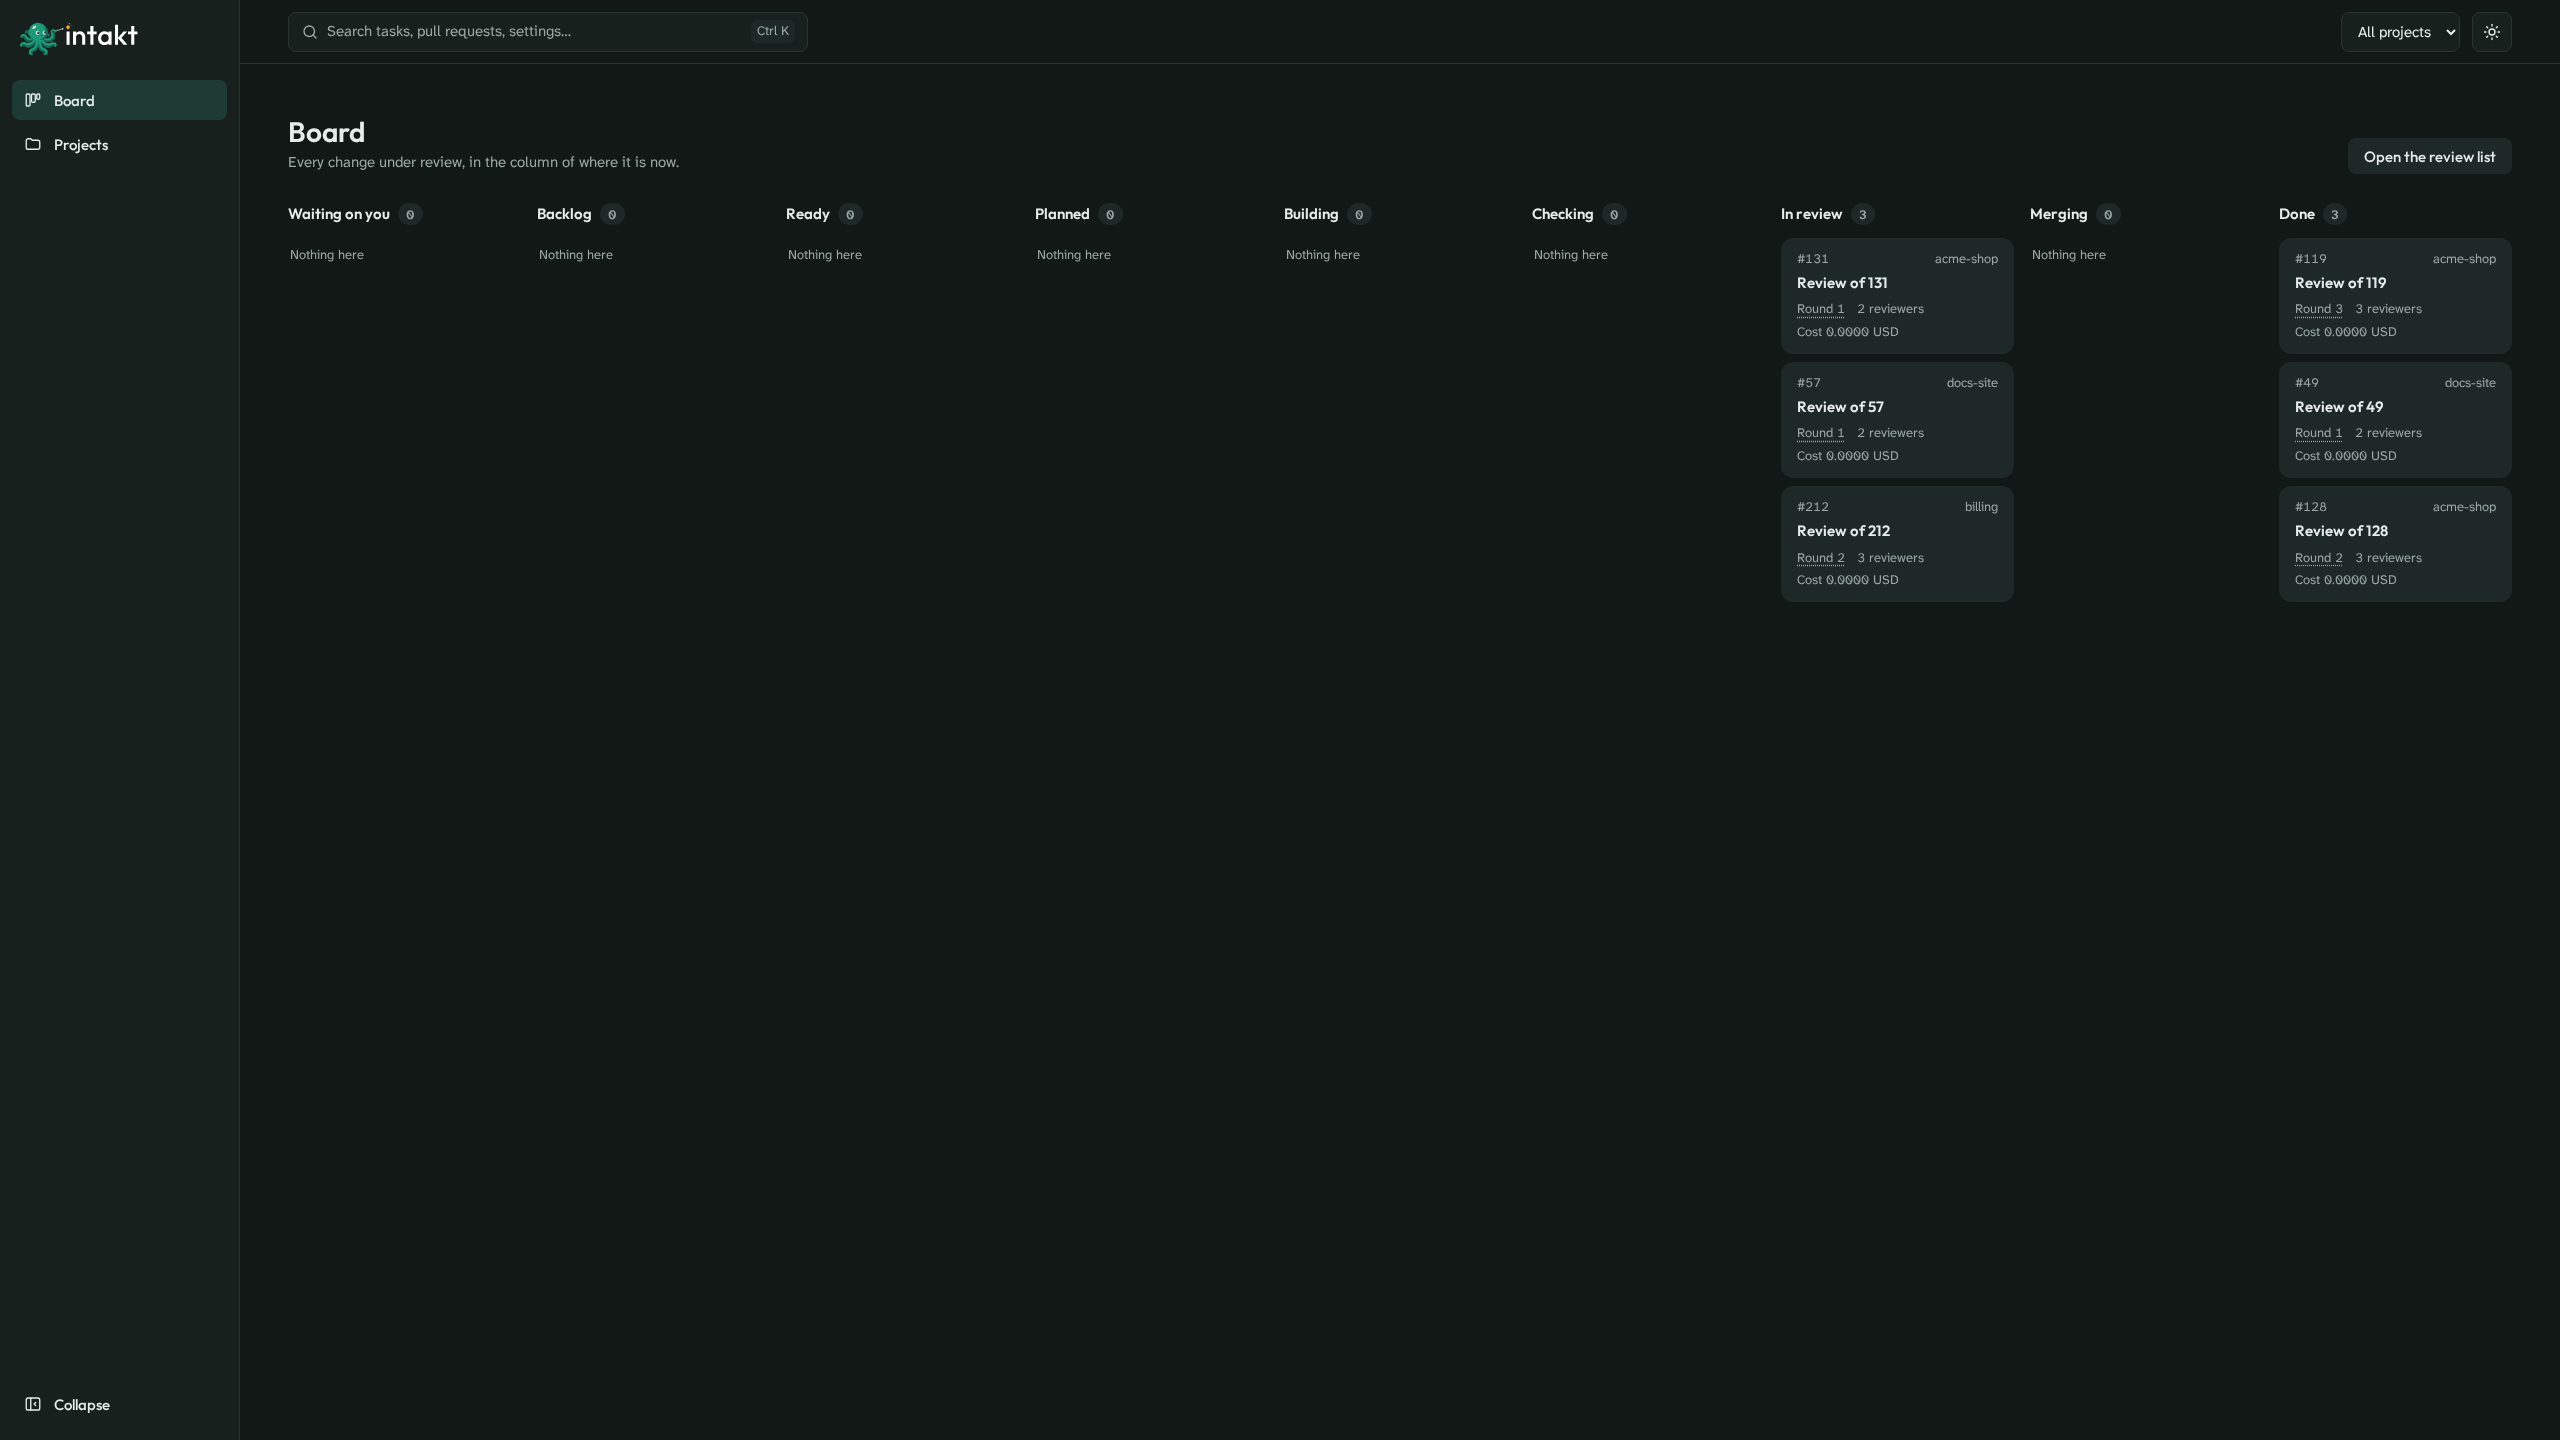 intakt
Search tasks, pull requests, settings...
Ctrl K
All projects
Board
Projects
Board
Every change under review, in the column of where it is now.
Open the review list
Waiting on you 0
Nothing here
Backlog 0
Nothing here
Ready 0
Nothing here
Planned 0
Nothing here
Building 0
Nothing here
Checking 0
Nothing here
In review 3
#131 acme-shop
Review of 131
Round 1 2 reviewers
Cost 0.0000 USD
#57 docs-site
Review of 57
Round 1 2 reviewers
Cost 0.0000 USD
#212 billing
Review of 212
Round 2 3 reviewers
Cost 0.0000 USD
Merging 0
Nothing here
Done 3
#119 acme-shop
Review of 119
Round 3 3 reviewers
Cost 0.0000 USD
#49 docs-site
Review of 49
Round 1 2 reviewers
Cost 0.0000 USD
#128 acme-shop
Review of 128
Round 2 3 reviewers
Cost 0.0000 USD
Collapse